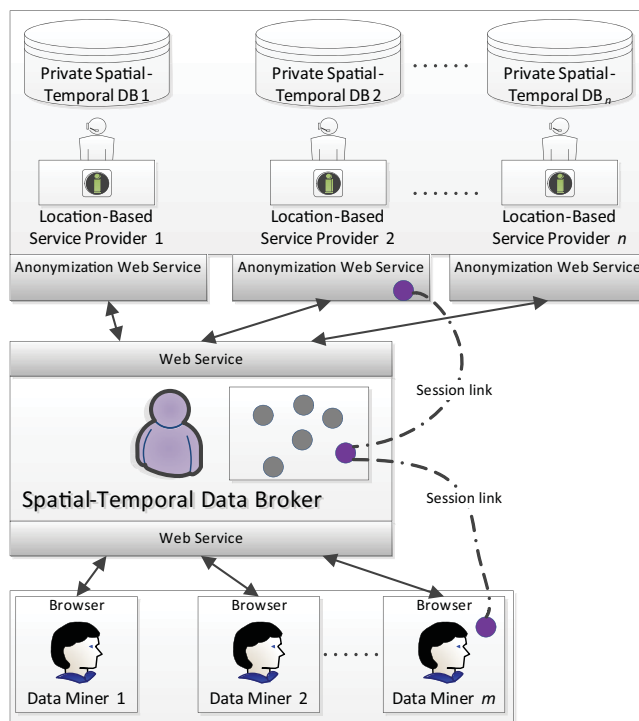 Private Spatial-
Temporal DB 1
Private Spatial-
Temporal DB 2
Private Spatial-
Temporal DB n
Location-Based
Service Provider 1
Location-Based
Service Provider 2
Location-Based
Service Provider n
Anonymization Web Service
Anonymization Web Service
Anonymization Web Service
Web Service
Session link
Spatial-Temporal Data Broker
Session link
Web Service
Browser
Data Miner 1
Browser
Data Miner 2
Browser
Data Miner m